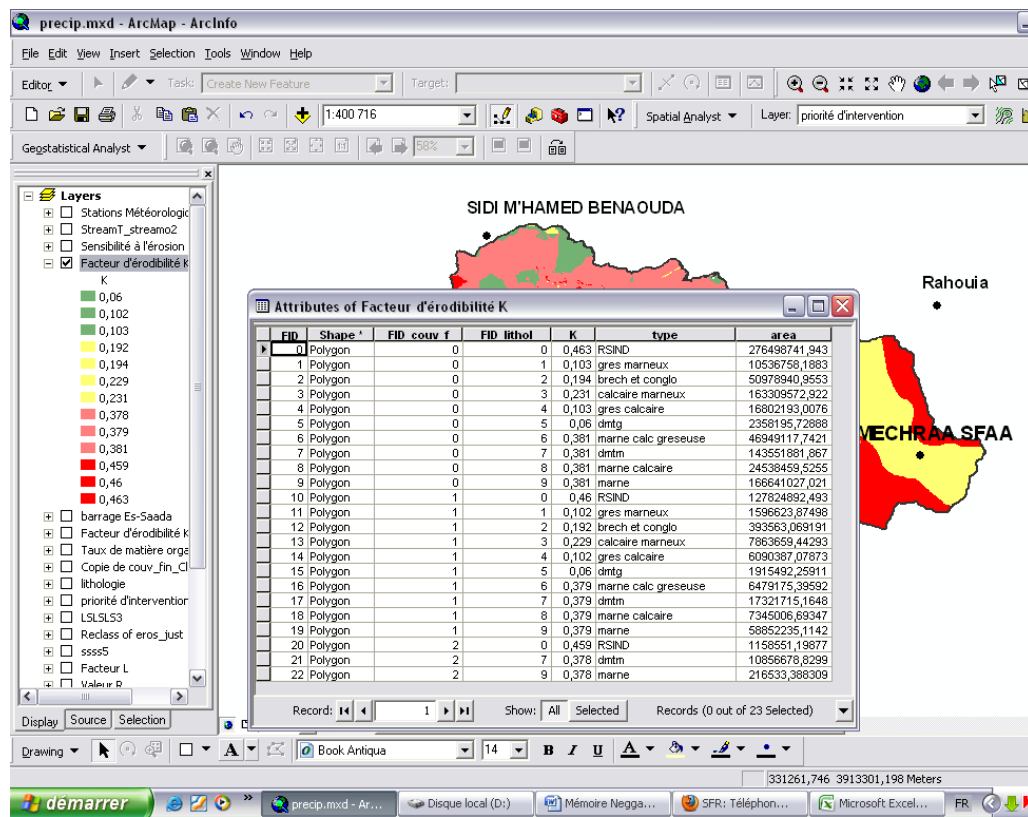 precip.mxd - ArcMap - ArcInfo
File Edit View Insert Selection Tools Window Help
Editor Task: Create New Feature Target:
1:400 716 Spatial Analyst Layer: priorité d'intervention
Geostatistical Analyst 58%
Layers
Stations Météorologic
StreamT_streamo2
Sensibilité à l'érosion
Facteur d'érodibilité K
K
0,06
0,102
0,103
0,192
0,194
0,229
0,231
0,378
0,379
0,381
0,459
0,46
0,463
barrage Es-Saada
Facteur d'érodibilité K
Taux de matière orga
Copie de couv_fin_Cl
lithologie
priorité d'intervention
LSLSLS3
Reclass of eros_just
ssss5
Facteur L
Valeur R
Display Source Selection
SIDI M'HAMED BENAOUDA
Rahouia
MECHRAA SFAA
Attributes of Facteur d'érodibilité K
FID Shape * FID_couv_f FID_lithol K type area
0 Polygon 0 0 0,463 RSIND 276498741,943
1 Polygon 0 1 0,103 gres marneux 10536758,1883
2 Polygon 0 2 0,194 brech et conglo 50978940,9553
3 Polygon 0 3 0,231 calcaire marneux 163309572,922
4 Polygon 0 4 0,103 gres calcaire 16802193,0076
5 Polygon 0 5 0,06 dmtg 2358195,72888
6 Polygon 0 6 0,381 marne calc greseuse 46949117,7421
7 Polygon 0 7 0,381 dmtm 143551881,867
8 Polygon 0 8 0,381 marne calcaire 24538459,5255
9 Polygon 0 9 0,381 marne 166641027,021
10 Polygon 1 0 0,46 RSIND 127824892,493
11 Polygon 1 1 0,102 gres marneux 1596623,87498
12 Polygon 1 2 0,192 brech et conglo 393563,069191
13 Polygon 1 3 0,229 calcaire marneux 7863659,44293
14 Polygon 1 4 0,102 gres calcaire 6090387,07873
15 Polygon 1 5 0,06 dmtg 1915492,25911
16 Polygon 1 6 0,379 marne calc greseuse 6479175,39592
17 Polygon 1 7 0,379 dmtm 17321715,1648
18 Polygon 1 8 0,379 marne calcaire 7345006,69347
19 Polygon 1 9 0,379 marne 58852235,1142
20 Polygon 2 0 0,459 RSIND 1158551,19877
21 Polygon 2 7 0,378 dmtm 10856678,8299
22 Polygon 2 9 0,378 marne 216533,388309
Record: 1 Show: All Selected Records (0 out of 23 Selected)
Drawing A Book Antiqua 14 B I U A
331261,746 3913301,198 Meters
démarrer precip.mxd - Ar... Disque local (D:) Mémoire Negga... SFR: Téléphon... Microsoft Excel... FR